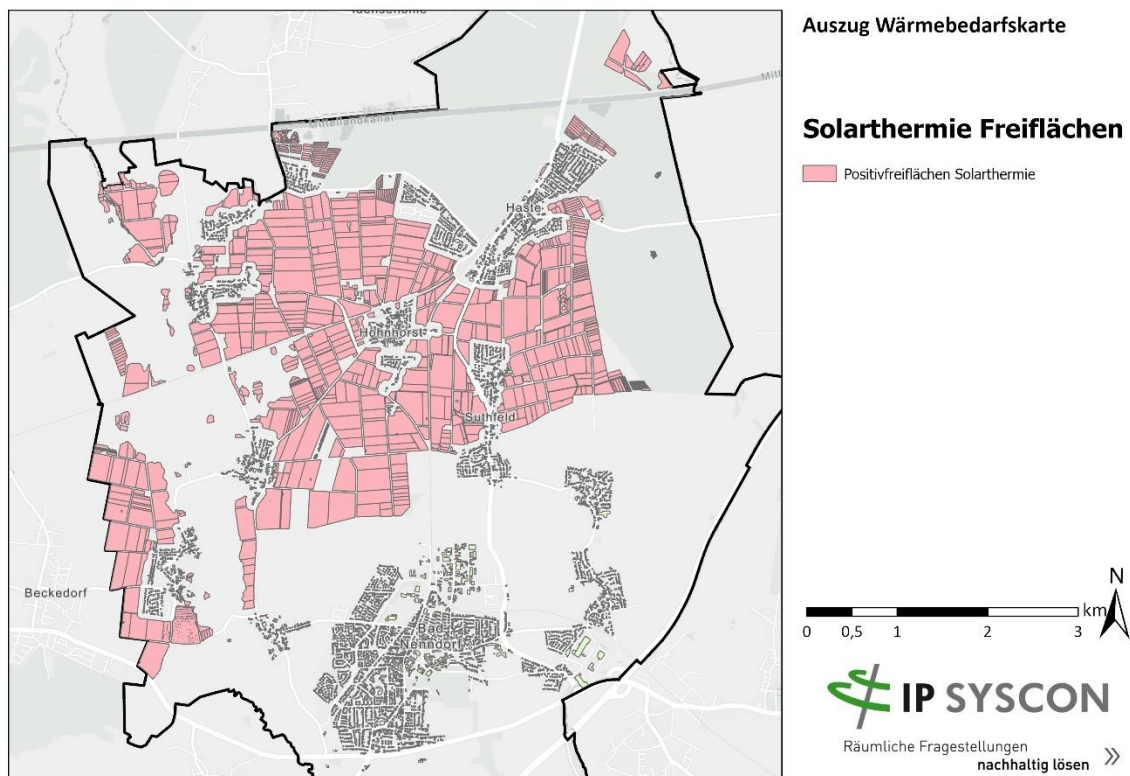 Auszug Wärmebedarfskarte
Solarthermie Freiflächen
Positivfreiflächen Solarthermie
Mittellandkanal
Haste
Hohnhorst
Suthfeld
Beckedorf
Bad
Nenndorf
N
km
0 0,5 1 2 3
IP SYSCON
Räumliche Fragestellungen
nachhaltig lösen